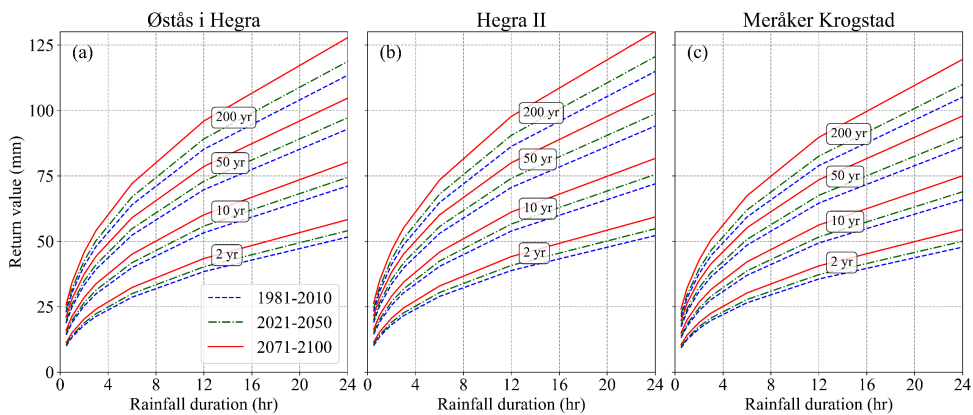 Østås i Hegra
Hegra II
Meråker Krogstad
Return value (mm)
125
100
75
50
25
0
(a)
200 yr
50 yr
10 yr
2 yr
1981-2010
2021-2050
2071-2100
0 4 8 12 16 20 24
Rainfall duration (hr)
(b)
200 yr
50 yr
10 yr
2 yr
0 4 8 12 16 20 24
Rainfall duration (hr)
(c)
200 yr
50 yr
10 yr
2 yr
0 4 8 12 16 20 24
Rainfall duration (hr)